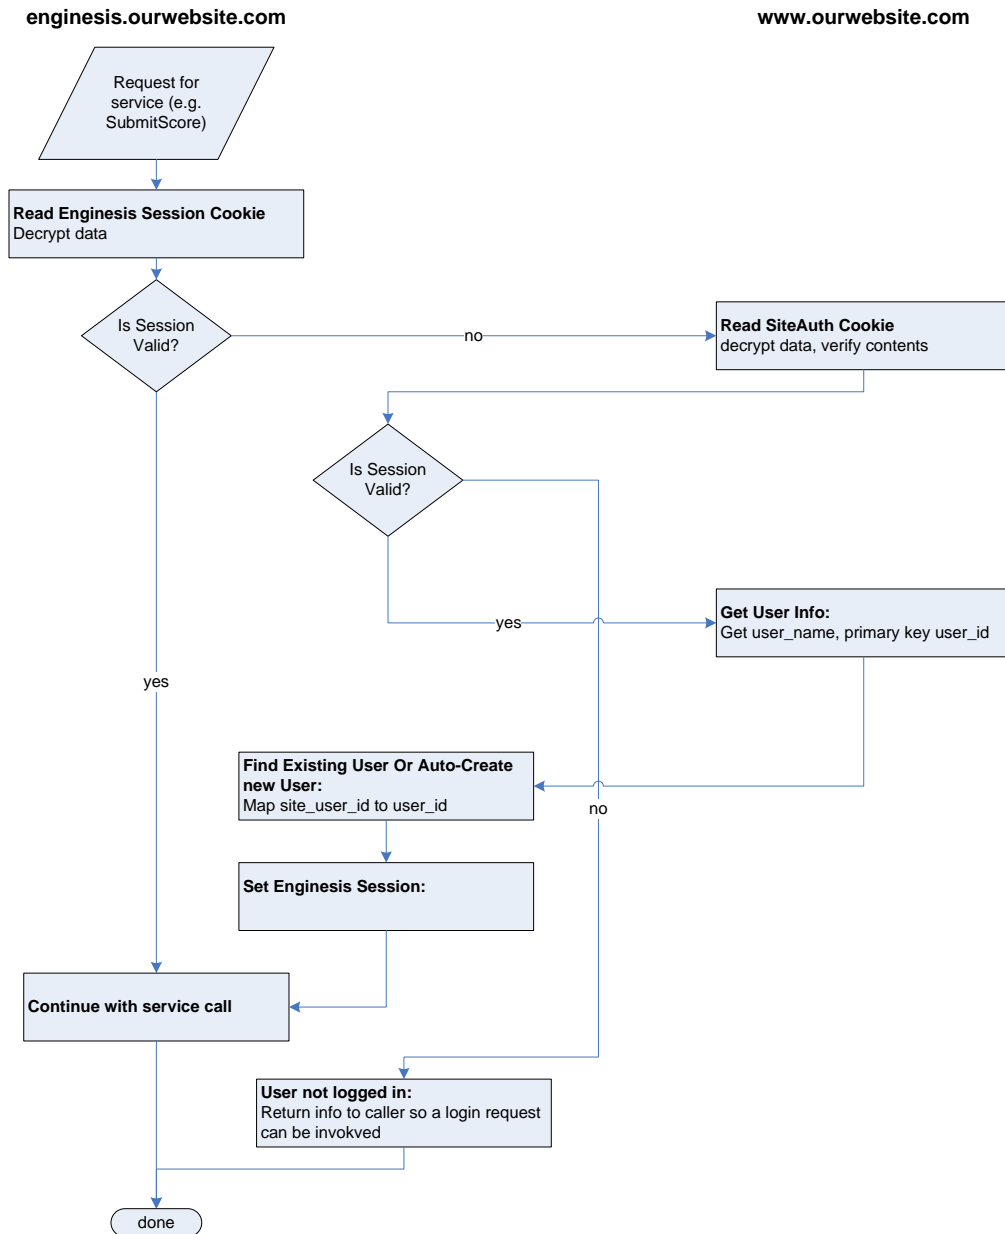 enginesis.ourwebsite.com
www.ourwebsite.com
Request for
service (e.g.
SubmitScore)
Read Enginesis Session Cookie
Decrypt data
Is Session
Valid?
no
Read SiteAuth Cookie
decrypt data, verify contents
Is Session
Valid?
yes
Get User Info:
Get user_name, primary key user_id
yes
Find Existing User Or Auto-Create
new User:
Map site_user_id to user_id
no
Set Enginesis Session:
Continue with service call
User not logged in:
Return info to caller so a login request
can be invokved
done